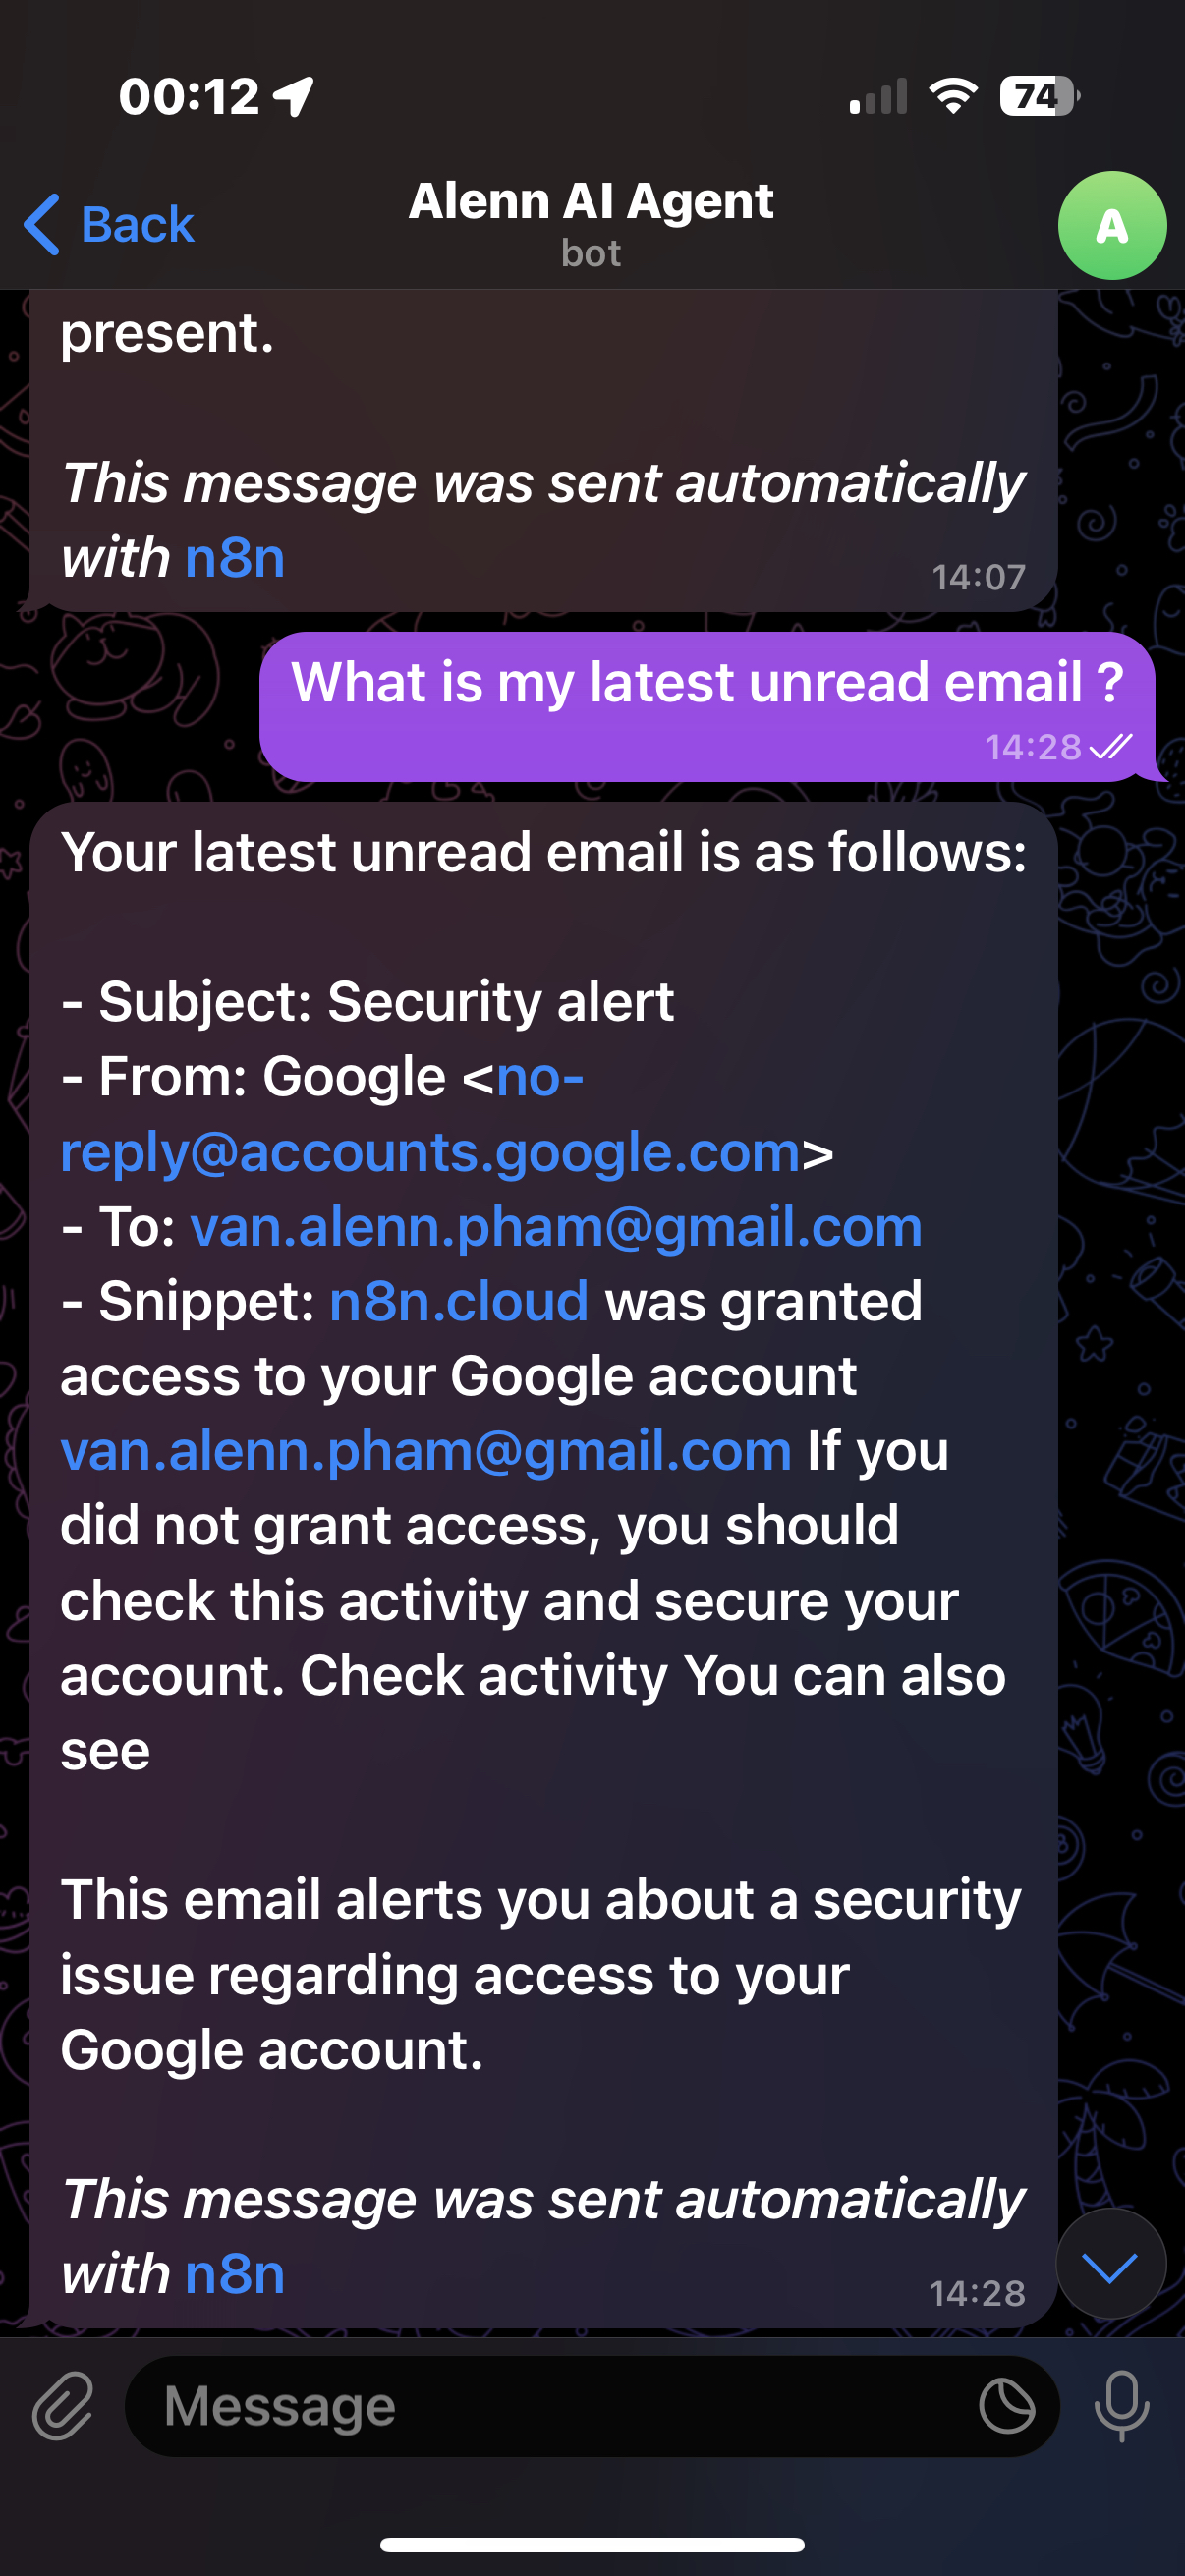 00:12
74
Back
Alenn AI Agent
bot
A
present.
This message was sent automatically
with n8n
14:07
What is my latest unread email ?
14:28
Your latest unread email is as follows:
- Subject: Security alert
- From: Google <no-
reply@accounts.google.com>
- To: van.alenn.pham@gmail.com
- Snippet: n8n.cloud was granted
access to your Google account
van.alenn.pham@gmail.com If you
did not grant access, you should
check this activity and secure your
account. Check activity You can also
see
This email alerts you about a security
issue regarding access to your
Google account.
This message was sent automatically
with n8n
14:28
Message